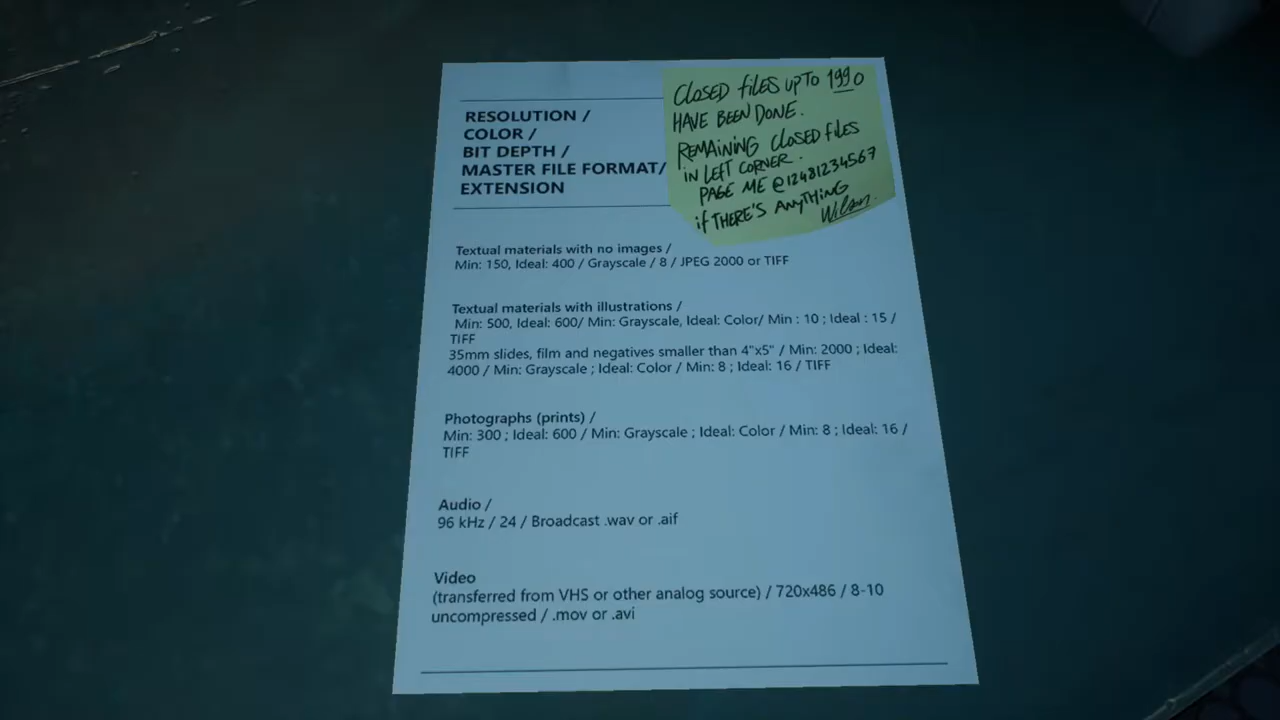 RESOLUTION /
COLOR /
BIT DEPTH /
MASTER FILE FORMAT/
EXTENSION
CLOSED FILES UP TO 1990
HAVE BEEN DONE.
REMAINING CLOSED FILES
IN LEFT CORNER.
PAGE ME @12481234567
if THERE'S ANYTHING
Wilson.
Textual materials with no images /
Min: 150, Ideal: 400 / Grayscale / 8 / JPEG 2000 or TIFF
Textual materials with illustrations /
Min: 500, Ideal: 600/ Min: Grayscale, Ideal: Color/ Min : 10 ; Ideal : 15 /
TIFF
35mm slides, film and negatives smaller than 4"x5" / Min: 2000 ; Ideal:
4000 / Min: Grayscale ; Ideal: Color / Min: 8 ; Ideal: 16 / TIFF
Photographs (prints) /
Min: 300 ; Ideal: 600 / Min: Grayscale ; Ideal: Color / Min: 8 ; Ideal: 16 /
TIFF
Audio /
96 kHz / 24 / Broadcast .wav or .aif
Video
(transferred from VHS or other analog source) / 720x486 / 8-10
uncompressed / .mov or .avi